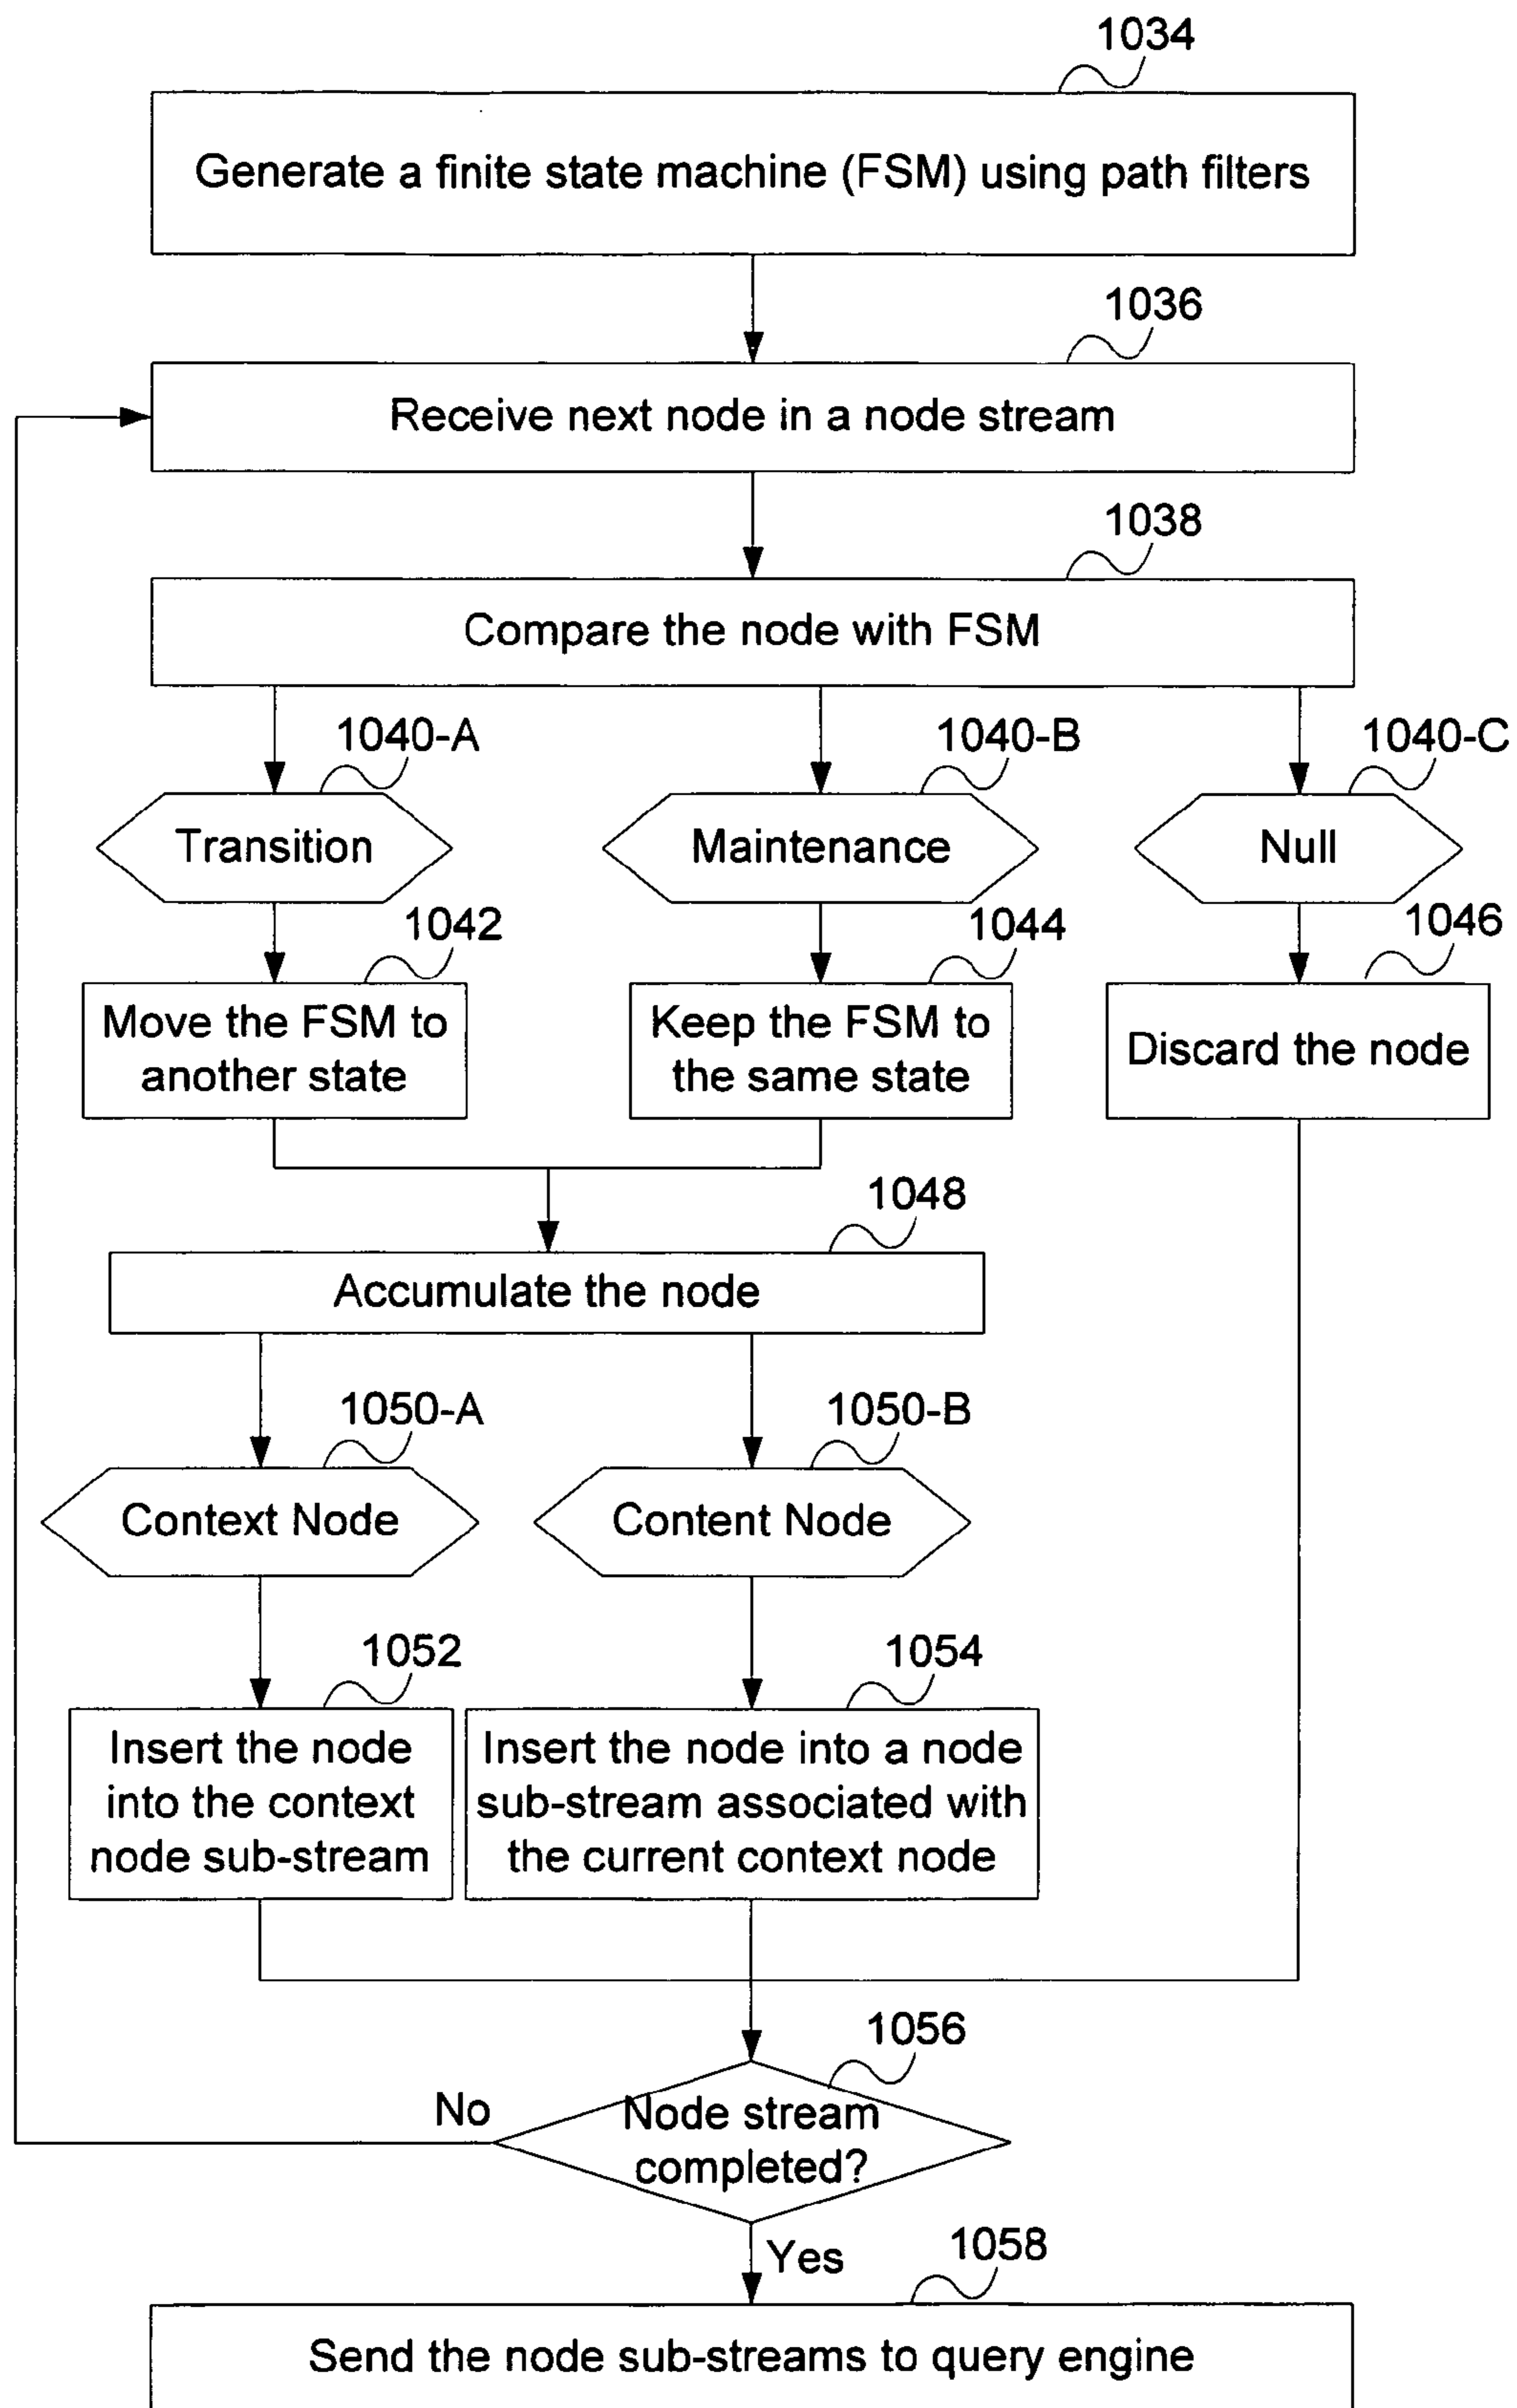 1034
Generate a finite state machine (FSM) using path filters
1036
Receive next node in a node stream
1038
Compare the node with FSM
1040-A
1040-B
1040-C
Transition
Maintenance
Null
1042
1044
1046
Move the FSM to
another state
Keep the FSM to
the same state
Discard the node
1048
Accumulate the node
1050-A
1050-B
Context Node
Content Node
1052
1054
Insert the node
into the context
node sub-stream
Insert the node into a node
sub-stream associated with
the current context node
1056
No
Node stream
completed?
Yes
1058
Send the node sub-streams to query engine